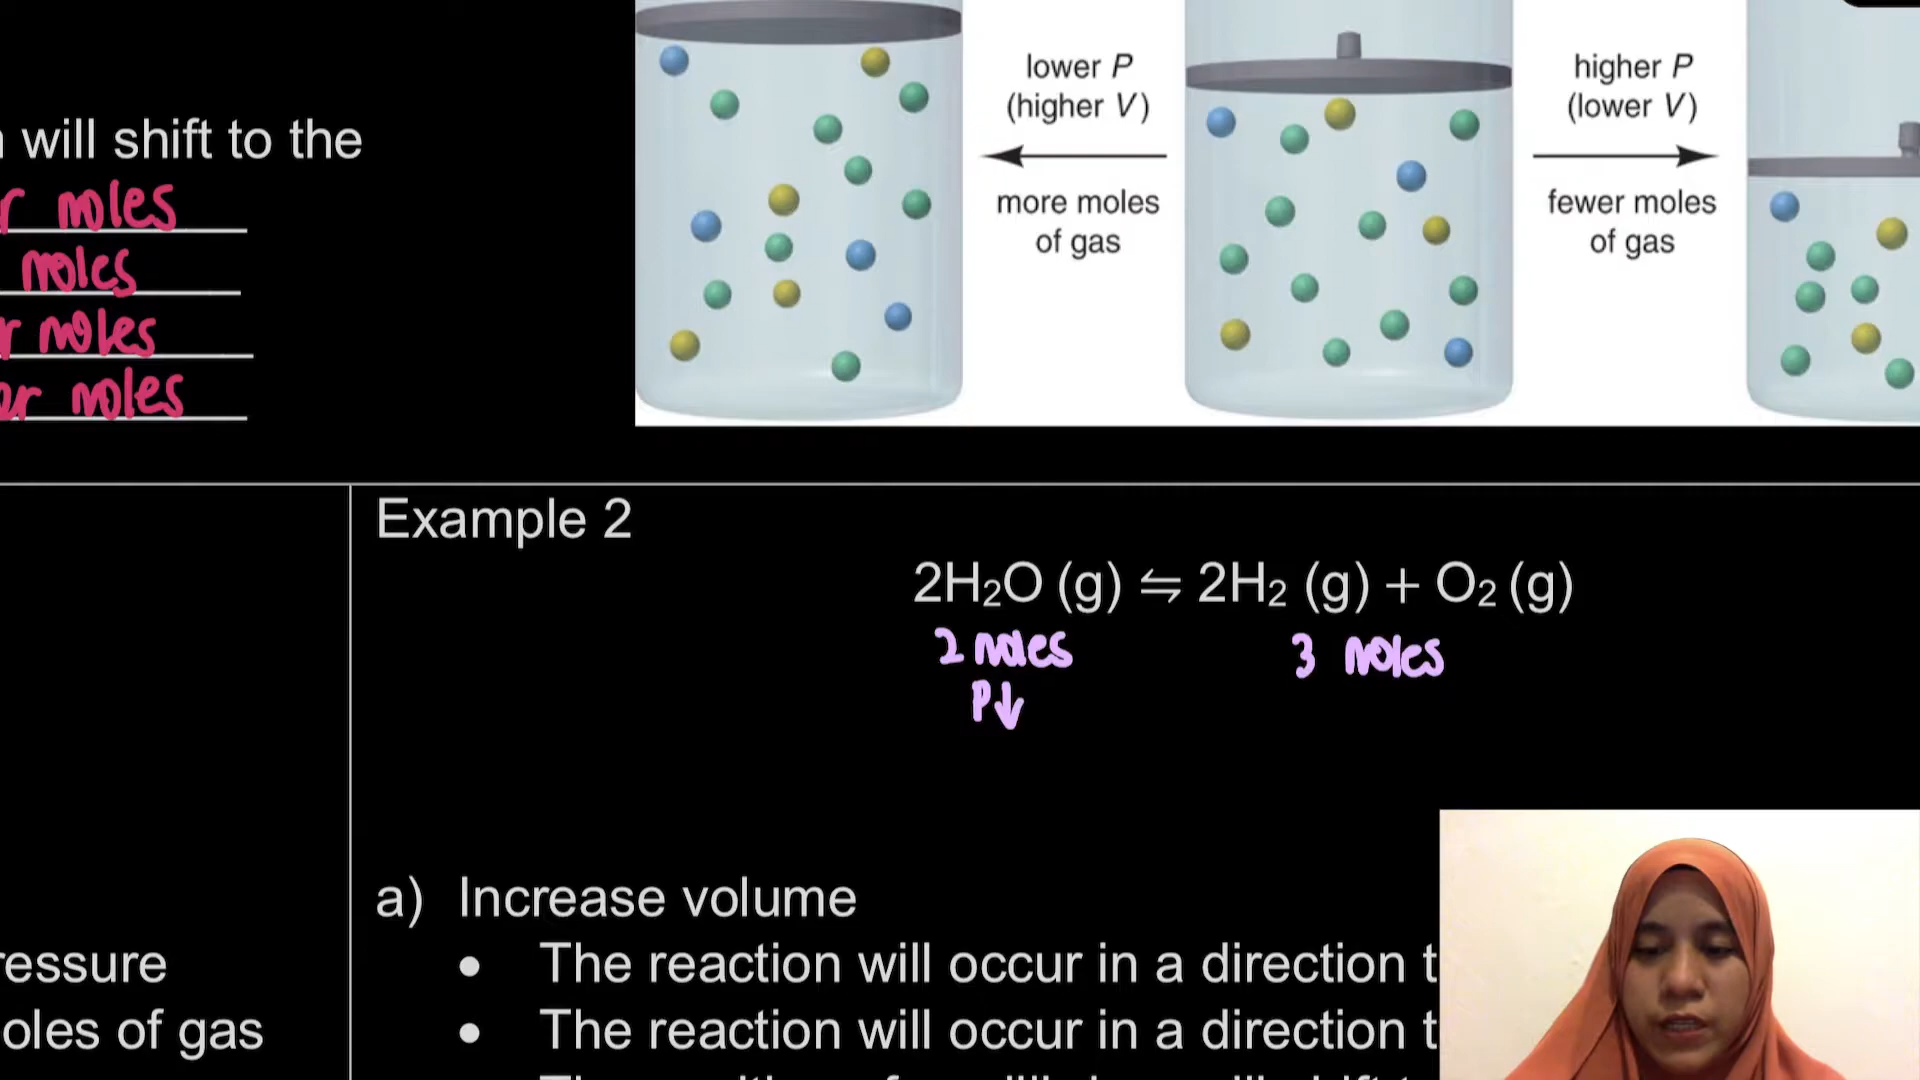 will shift to the
moles
moles
moles
moles
lower P
(higher V)
more moles
of gas
higher P
(lower V)
fewer moles
of gas
Example 2
2H₂O (g) ⇋ 2H₂ (g) + O₂ (g)
2 moles
3 moles
P↓
a) Increase volume
• The reaction will occur in a direction
• The reaction will occur in a direction
oles of gas